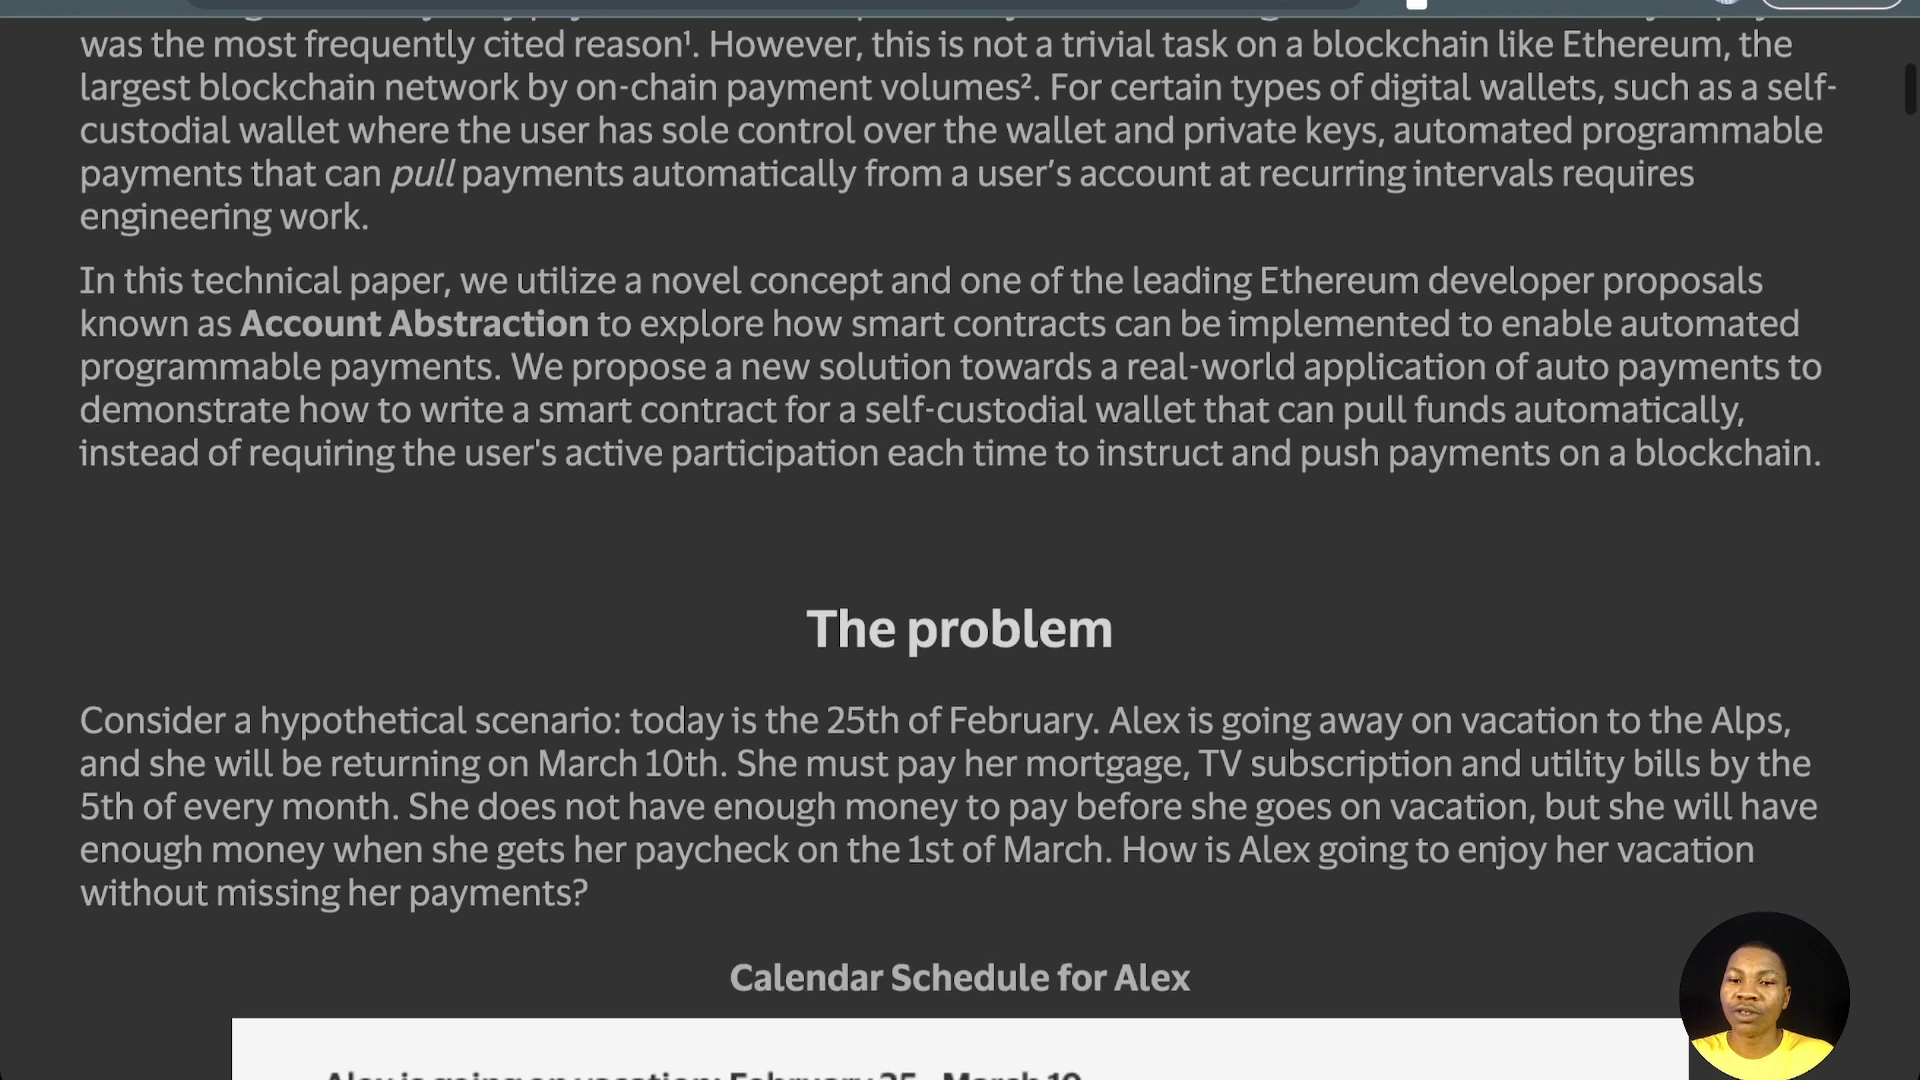 was the most frequently cited reason¹. However, this is not a trivial task on a blockchain like Ethereum, the
largest blockchain network by on-chain payment volumes². For certain types of digital wallets, such as a self-
custodial wallet where the user has sole control over the wallet and private keys, automated programmable
payments that can pull payments automatically from a user’s account at recurring intervals requires
engineering work.
In this technical paper, we utilize a novel concept and one of the leading Ethereum developer proposals
known as Account Abstraction to explore how smart contracts can be implemented to enable automated
programmable payments. We propose a new solution towards a real-world application of auto payments to
demonstrate how to write a smart contract for a self-custodial wallet that can pull funds automatically,
instead of requiring the user's active participation each time to instruct and push payments on a blockchain.
The problem
Consider a hypothetical scenario: today is the 25th of February. Alex is going away on vacation to the Alps,
and she will be returning on March 10th. She must pay her mortgage, TV subscription and utility bills by the
5th of every month. She does not have enough money to pay before she goes on vacation, but she will have
enough money when she gets her paycheck on the 1st of March. How is Alex going to enjoy her vacation
without missing her payments?
Calendar Schedule for Alex
Alex is going on vacation: February 25 - March 10